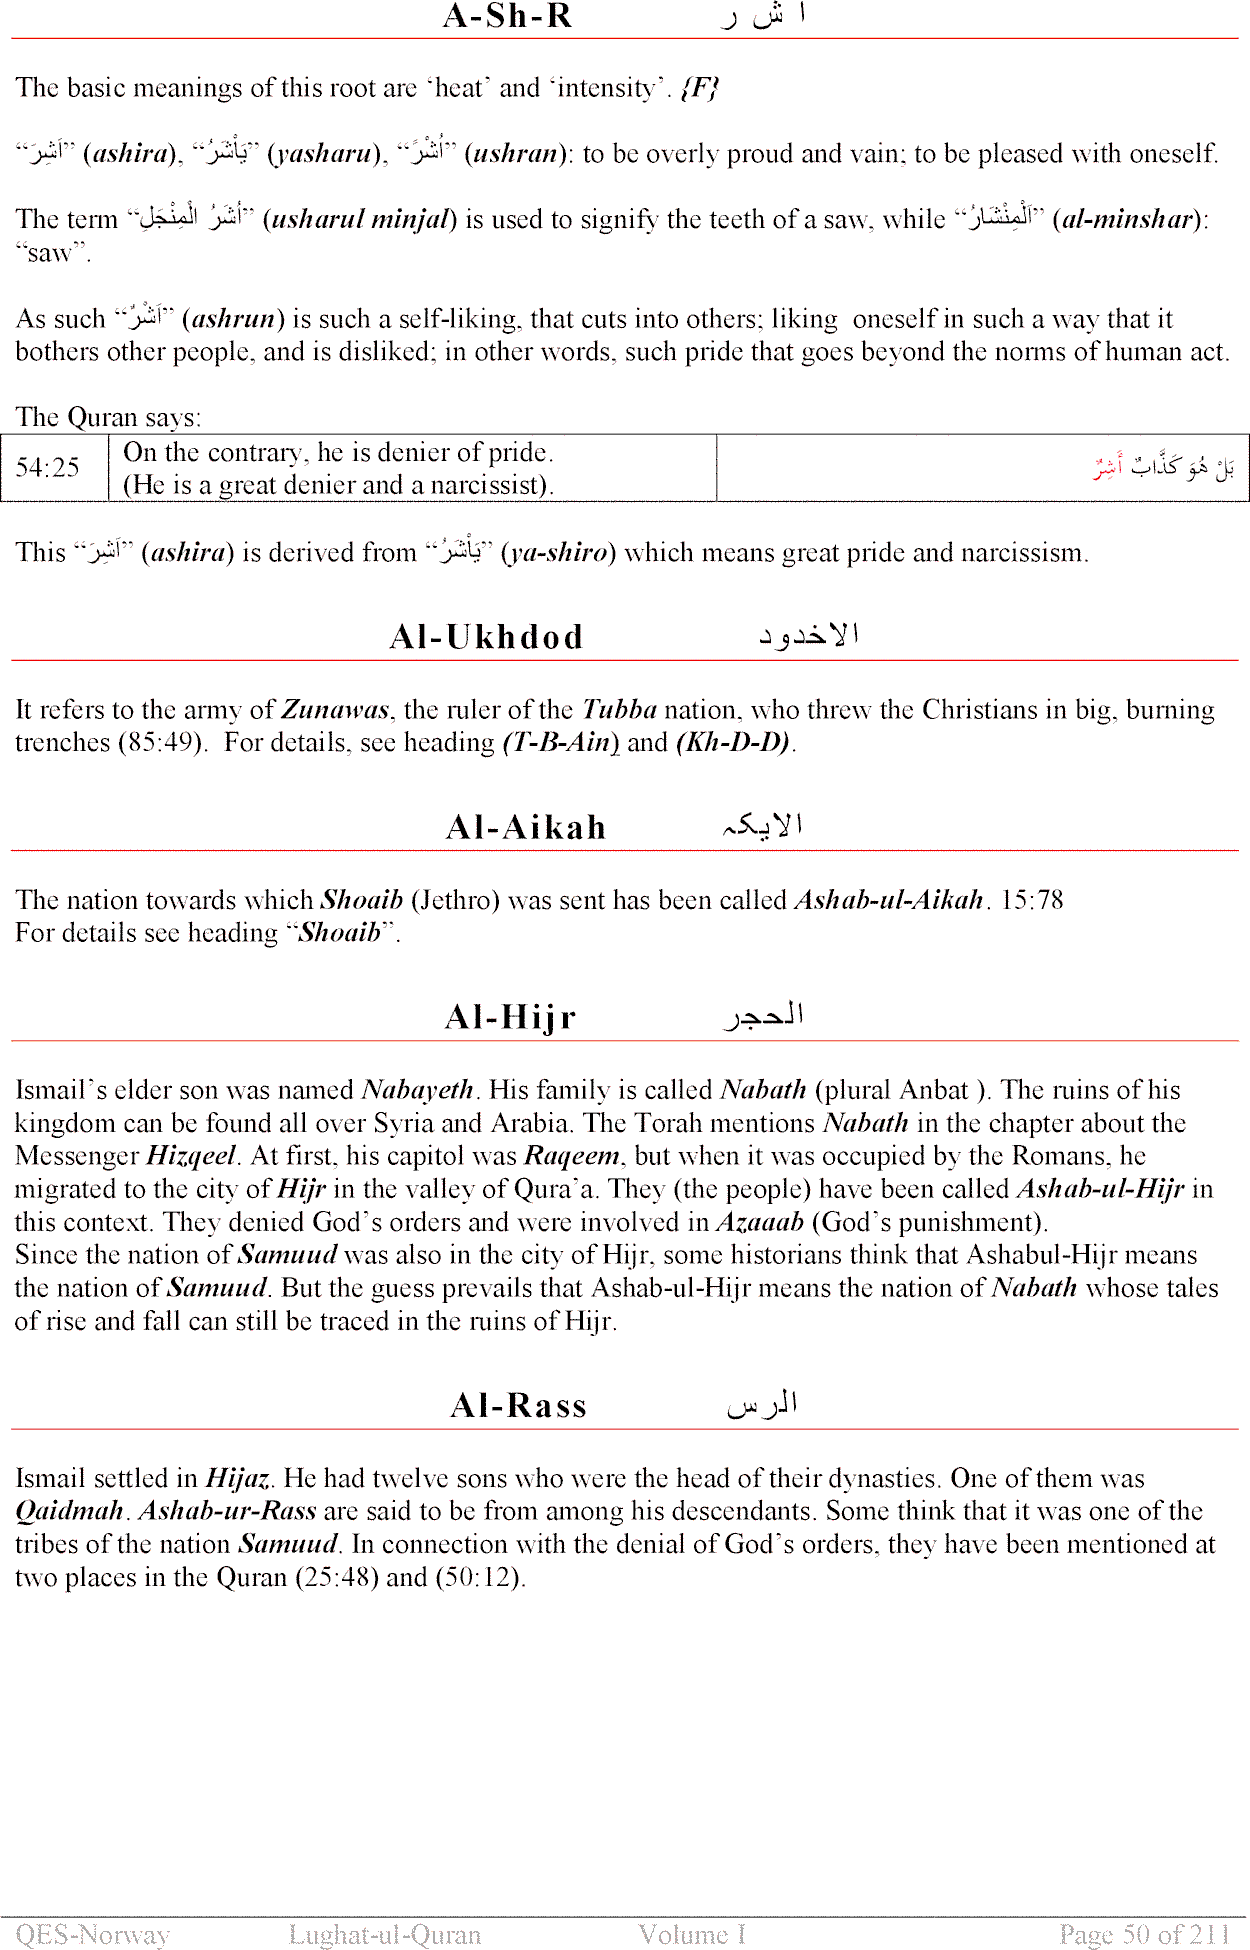 A-Sh-R ا ش ر
The basic meanings of this root are ‘heat’ and ‘intensity’. {F}
“اَشِرَ” (ashira), “يَأْشَرُ” (yasharu), “اُشْرً” (ushran): to be overly proud and vain; to be pleased with oneself.
The term “اُشَرُ الْمِنْجَلِ” (usharul minjal) is used to signify the teeth of a saw, while “اَلْمِنْشَارُ” (al-minshar):
“saw”.
As such “اَشْرٌ” (ashrun) is such a self-liking, that cuts into others; liking oneself in such a way that it
bothers other people, and is disliked; in other words, such pride that goes beyond the norms of human act.
The Quran says:
54:25 On the contrary, he is denier of pride.
(He is a great denier and a narcissist). بَلْ هُوَ كَذَّابٌ أَشِرٌ
This “اَشِرَ” (ashira) is derived from “يَأْشَرُ” (ya-shiro) which means great pride and narcissism.
Al-Ukhdod الاخدود
It refers to the army of Zunawas, the ruler of the Tubba nation, who threw the Christians in big, burning
trenches (85:49). For details, see heading (T-B-Ain) and (Kh-D-D).
Al-Aikah الايکہ
The nation towards which Shoaib (Jethro) was sent has been called Ashab-ul-Aikah. 15:78
For details see heading “Shoaib”.
Al-Hijr الحجر
Ismail’s elder son was named Nabayeth. His family is called Nabath (plural Anbat ). The ruins of his
kingdom can be found all over Syria and Arabia. The Torah mentions Nabath in the chapter about the
Messenger Hizqeel. At first, his capitol was Raqeem, but when it was occupied by the Romans, he
migrated to the city of Hijr in the valley of Qura’a. They (the people) have been called Ashab-ul-Hijr in
this context. They denied God’s orders and were involved in Azaaab (God’s punishment).
Since the nation of Samuud was also in the city of Hijr, some historians think that Ashabul-Hijr means
the nation of Samuud. But the guess prevails that Ashab-ul-Hijr means the nation of Nabath whose tales
of rise and fall can still be traced in the ruins of Hijr.
Al-Rass الرس
Ismail settled in Hijaz. He had twelve sons who were the head of their dynasties. One of them was
Qaidmah. Ashab-ur-Rass are said to be from among his descendants. Some think that it was one of the
tribes of the nation Samuud. In connection with the denial of God’s orders, they have been mentioned at
two places in the Quran (25:48) and (50:12).
QES-Norway Lughat-ul-Quran Volume I Page 50 of 211